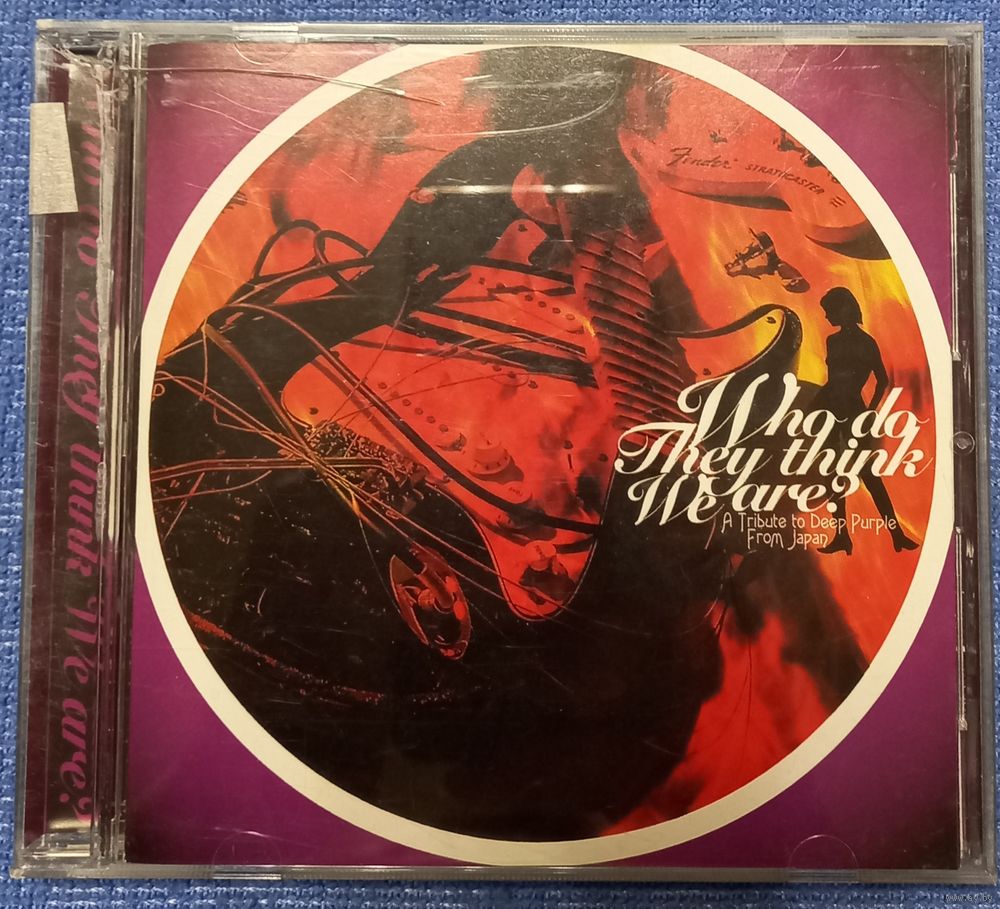 Fender STRATOCASTER
Who do
They think
We are?
A Tribute to Deep Purple
From Japan
Who do They think We are?